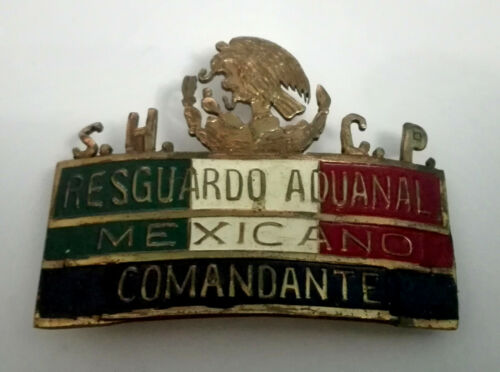 S.H. C.P.
RESGUARDO ADUANAL
MEXICANO
COMANDANTE